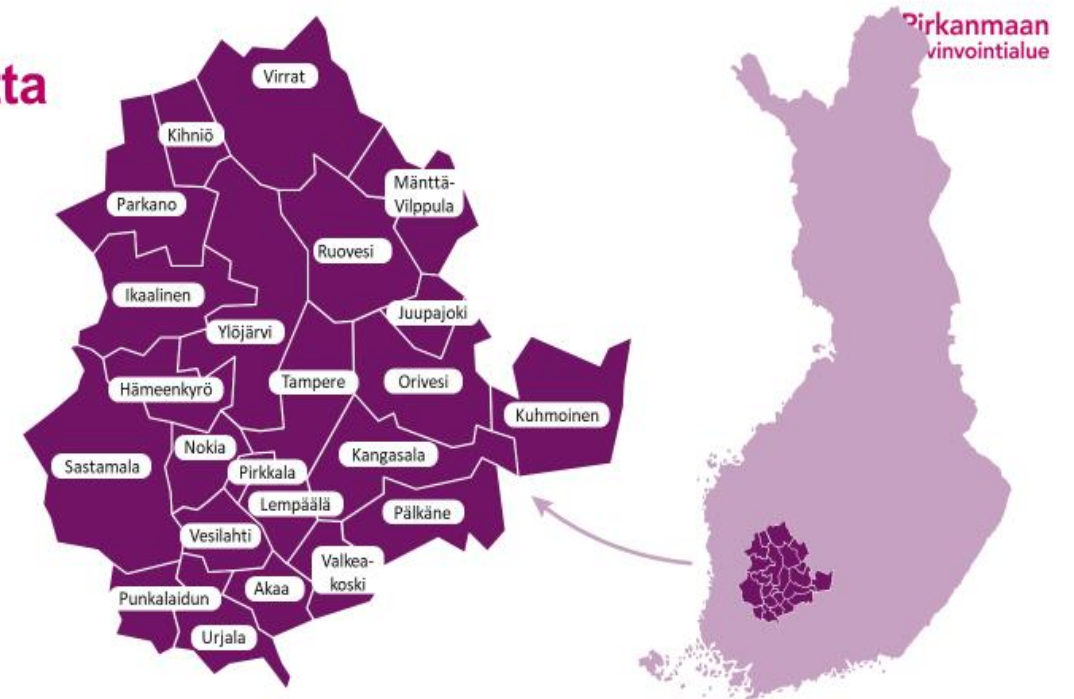 tta
Pirkanmaan
vinvointialue
Virrat
Kihniö
Mänttä-
Vilppula
Parkano
Ruovesi
Ikaalinen
Juupajoki
Ylöjärvi
Hämeenkyrö
Tampere
Orivesi
Kuhmoinen
Nokia
Kangasala
Sastamala
Pirkkala
Lempäälä
Pälkäne
Vesilahti
Valkea-
koski
Akaa
Punkalaidun
Urjala